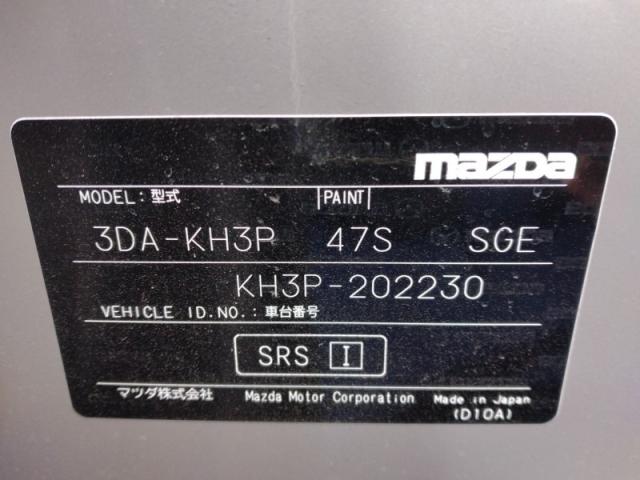 mazda
MODEL: 型式 PAINT
3DA-KH3P 47S SGE
KH3P-202230
VEHICLE ID.NO.: 車台番号
SRS I
マツダ株式会社 Mazda Motor Corporation Made in Japan
(D10A)